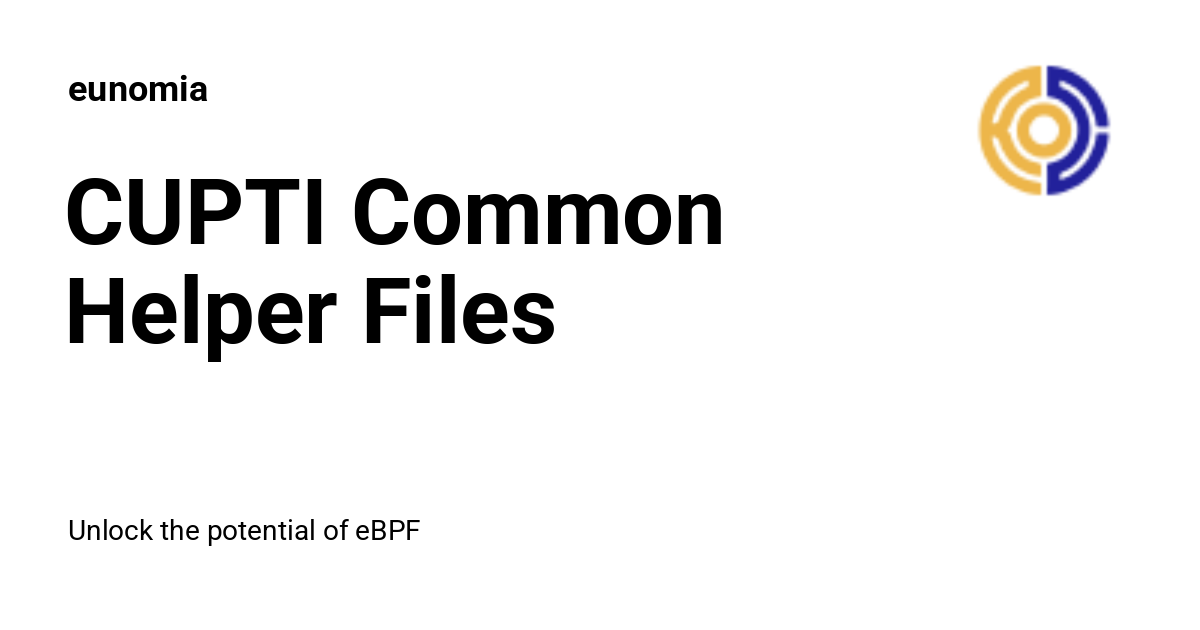 eunomia
CUPTI Common
Helper Files
Unlock the potential of eBPF